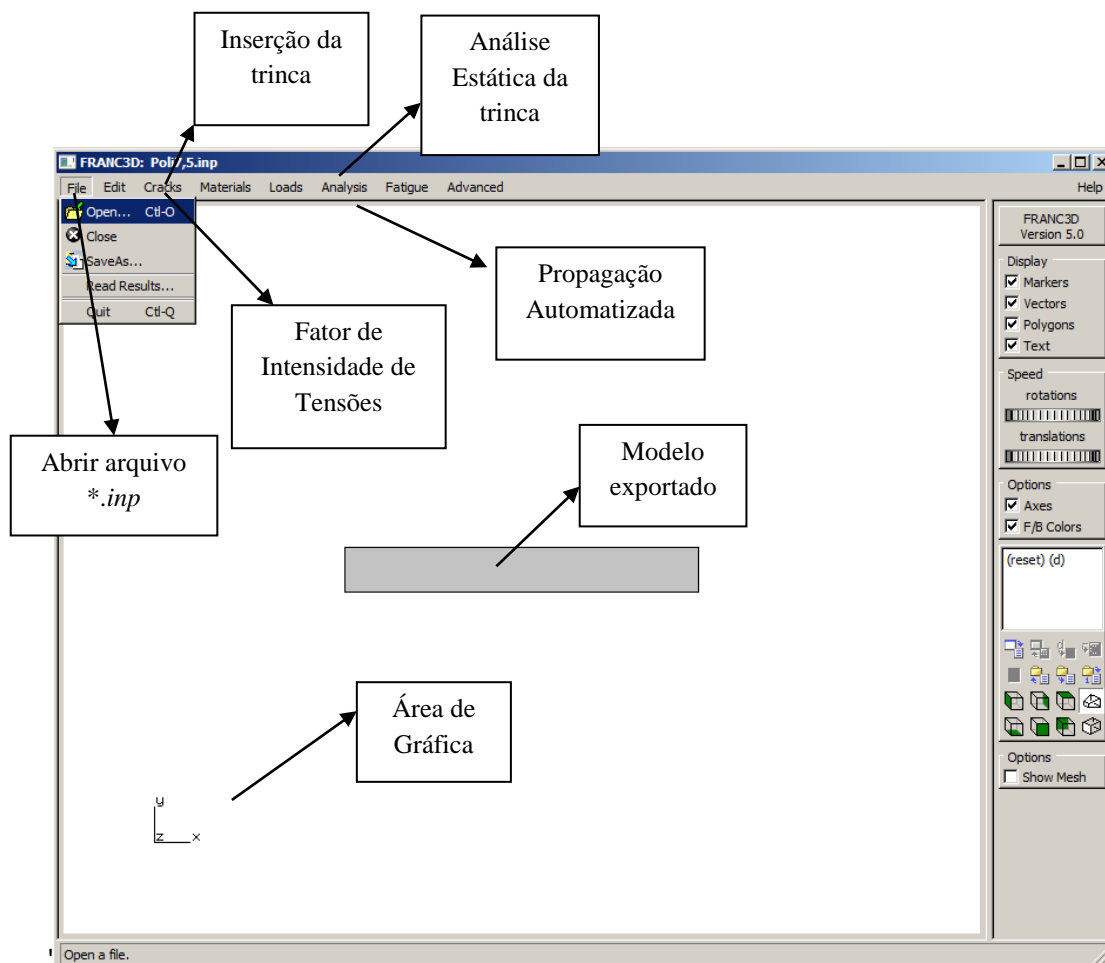 Inserção da
trinca
Análise
Estática da
trinca
FRANC3D: Poli7,5.inp
File Edit Cracks Materials Loads Analysis Fatigue Advanced Help
Open... Ctl-O
Close
SaveAs...
Read Results...
Quit Ctl-Q
Propagação
Automatizada
Fator de
Intensidade de
Tensões
Abrir arquivo
*.inp
Modelo
exportado
Área de
Gráfica
y
z x
FRANC3D
Version 5.0
Display
Markers
Vectors
Polygons
Text
Speed
rotations
translations
Options
Axes
F/B Colors
(reset) (d)
Options
Show Mesh
Open a file.